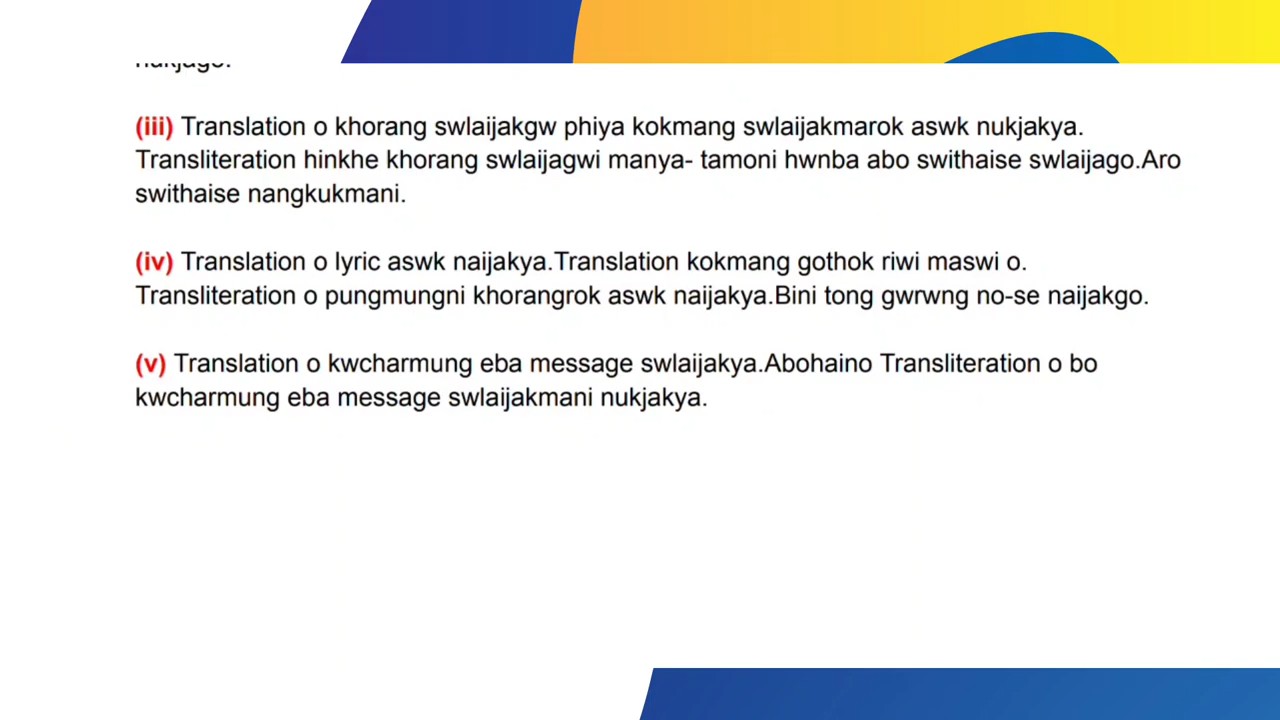 nukjago.
(iii) Translation o khorang swlaijakgw phiya kokmang swlaijakmarok aswk nukjakya.
Transliteration hinkhe khorang swlaijagwi manya- tamoni hwnba abo swithaise swlaijago.Aro
swithaise nangkukmani.
(iv) Translation o lyric aswk naijakya.Translation kokmang gothok riwi maswi o.
Transliteration o pungmungni khorangrok aswk naijakya.Bini tong gwrwng no-se naijakgo.
(v) Translation o kwcharmung eba message swlaijakya.Abohaino Transliteration o bo
kwcharmung eba message swlaijakmani nukjakya.